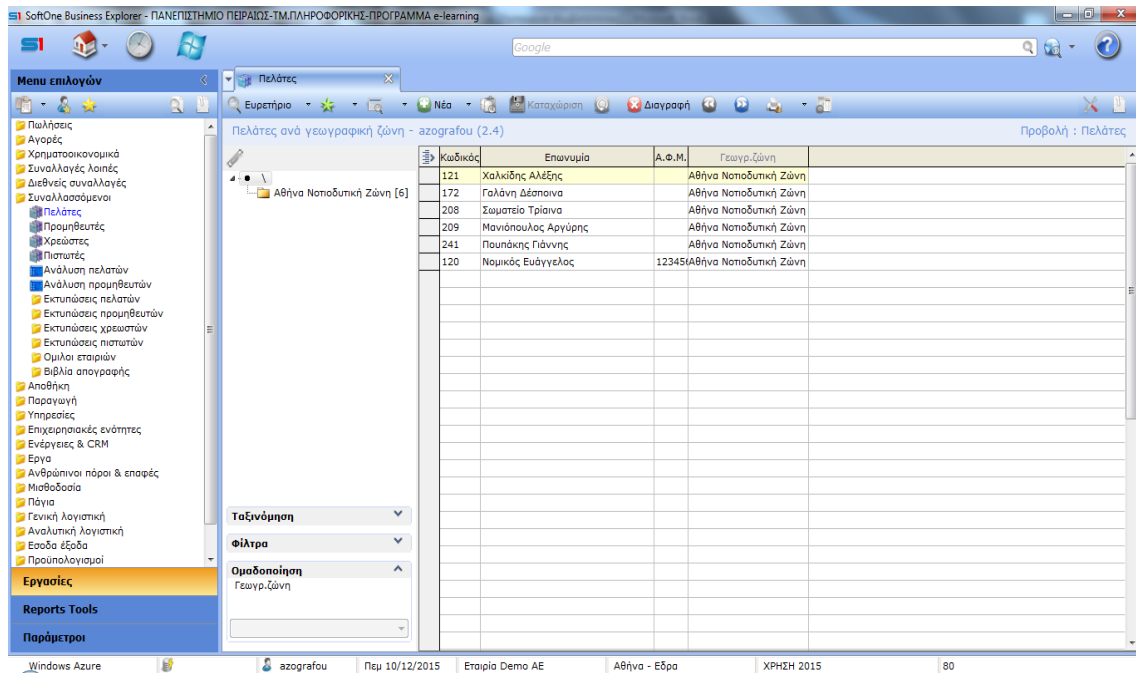 S1 SoftOne Business Explorer - ΠΑΝΕΠΙΣΤΗΜΙΟ ΠΕΙΡΑΙΩΣ-ΤΜ.ΠΛΗΡΟΦΟΡΙΚΗΣ-ΠΡΟΓΡΑΜΜΑ e-learning
S1
Google
Menu επιλογών
Πελάτες
Ευρετήριο
Νέα
Καταχώριση
Διαγραφή
Πελάτες ανά γεωγραφική ζώνη - azografou (2.4)
Προβολή : Πελάτες
Πωλήσεις
Αγορές
Χρηματοοικονομικά
Συναλλαγές λοιπές
Διεθνείς συναλλαγές
Συναλλασσόμενοι
Πελάτες
Προμηθευτές
Χρεώστες
Πιστωτές
Ανάλυση πελατών
Ανάλυση προμηθευτών
Εκτυπώσεις πελατών
Εκτυπώσεις προμηθευτών
Εκτυπώσεις χρεωστών
Εκτυπώσεις πιστωτών
Ομιλοι εταιριών
Βιβλία απογραφής
Αποθήκη
Παραγωγή
Υπηρεσίες
Επιχειρησιακές ενότητες
Ενέργειες & CRM
Εργα
Ανθρώπινοι πόροι & επαφές
Μισθοδοσία
Πάγια
Γενική λογιστική
Αναλυτική λογιστική
Εσοδα έξοδα
Προϋπολογισμοί
Εργασίες
Reports Tools
Παράμετροι
\
Αθήνα Νοτιοδυτική Ζώνη [6]
Ταξινόμηση
Φίλτρα
Ομαδοποίηση
Γεωγρ.ζώνη
Κωδικός Επωνυμία Α.Φ.Μ. Γεωγρ.ζώνη
121 Χαλκίδης Αλέξης Αθήνα Νοτιοδυτική Ζώνη
172 Γαλάνη Δέσποινα Αθήνα Νοτιοδυτική Ζώνη
208 Σωματείο Τρίαινα Αθήνα Νοτιοδυτική Ζώνη
209 Μανιόπουλος Αργύρης Αθήνα Νοτιοδυτική Ζώνη
241 Πουπάκης Γιάννης Αθήνα Νοτιοδυτική Ζώνη
120 Νομικός Ευάγγελος 12345 Αθήνα Νοτιοδυτική Ζώνη
Windows Azure azografou Πεμ 10/12/2015 Εταιρία Demo AE Αθήνα - Εδρα ΧΡΗΣΗ 2015 80